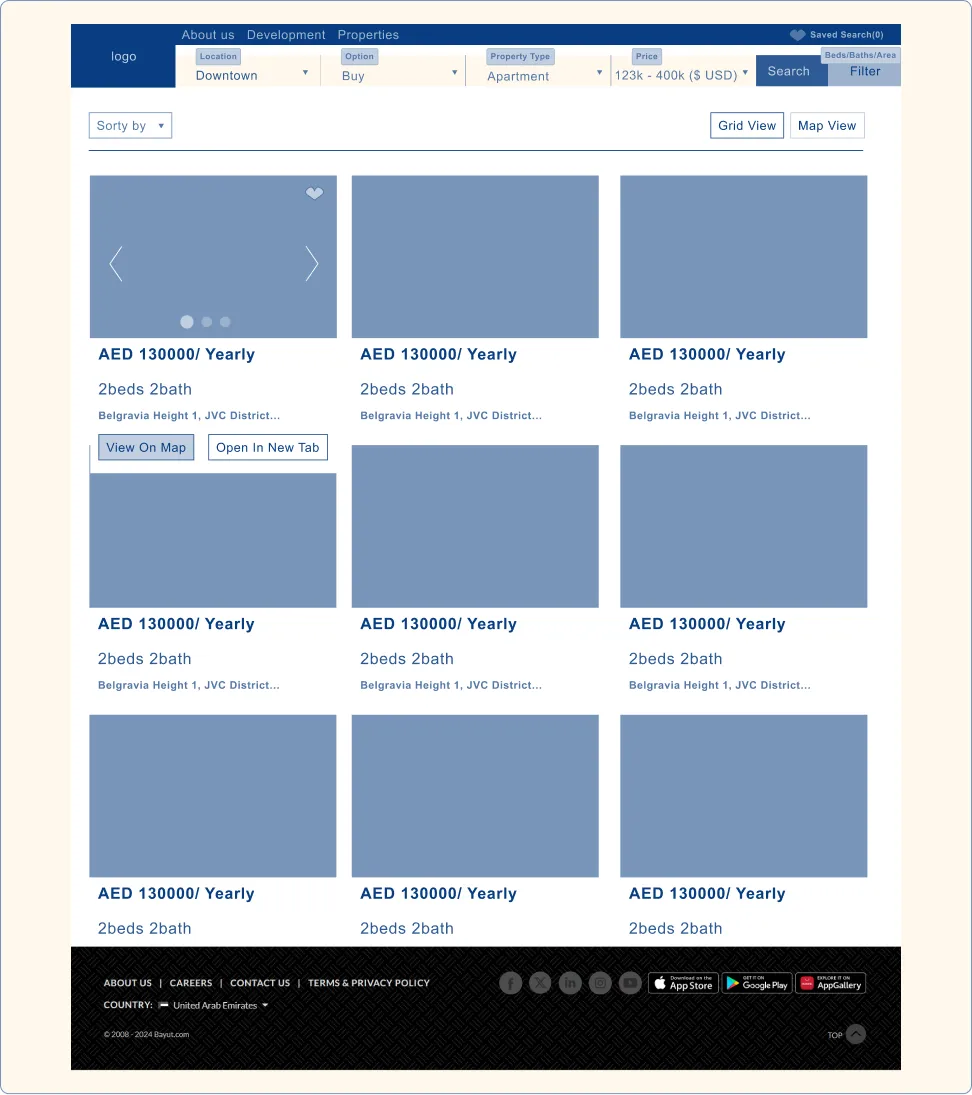 About us Development Properties Saved Search(0)
logo
Location Option Property Type Price Beds/Baths/Area
Downtown ▾ Buy ▾ Apartment ▾ 123k - 400k ($ USD) ▾ Search Filter
Sorty by ▾ Grid View Map View
AED 130000/ Yearly AED 130000/ Yearly AED 130000/ Yearly
2beds 2bath 2beds 2bath 2beds 2bath
Belgravia Height 1, JVC District... Belgravia Height 1, JVC District... Belgravia Height 1, JVC District...
View On Map Open In New Tab
AED 130000/ Yearly AED 130000/ Yearly AED 130000/ Yearly
2beds 2bath 2beds 2bath 2beds 2bath
Belgravia Height 1, JVC District... Belgravia Height 1, JVC District... Belgravia Height 1, JVC District...
AED 130000/ Yearly AED 130000/ Yearly AED 130000/ Yearly
2beds 2bath 2beds 2bath 2beds 2bath
ABOUT US | CAREERS | CONTACT US | TERMS & PRIVACY POLICY
Download on the App Store GET IT ON Google Play EXPLORE IT ON AppGallery
COUNTRY: United Arab Emirates
© 2008 - 2024 Bayut.com TOP